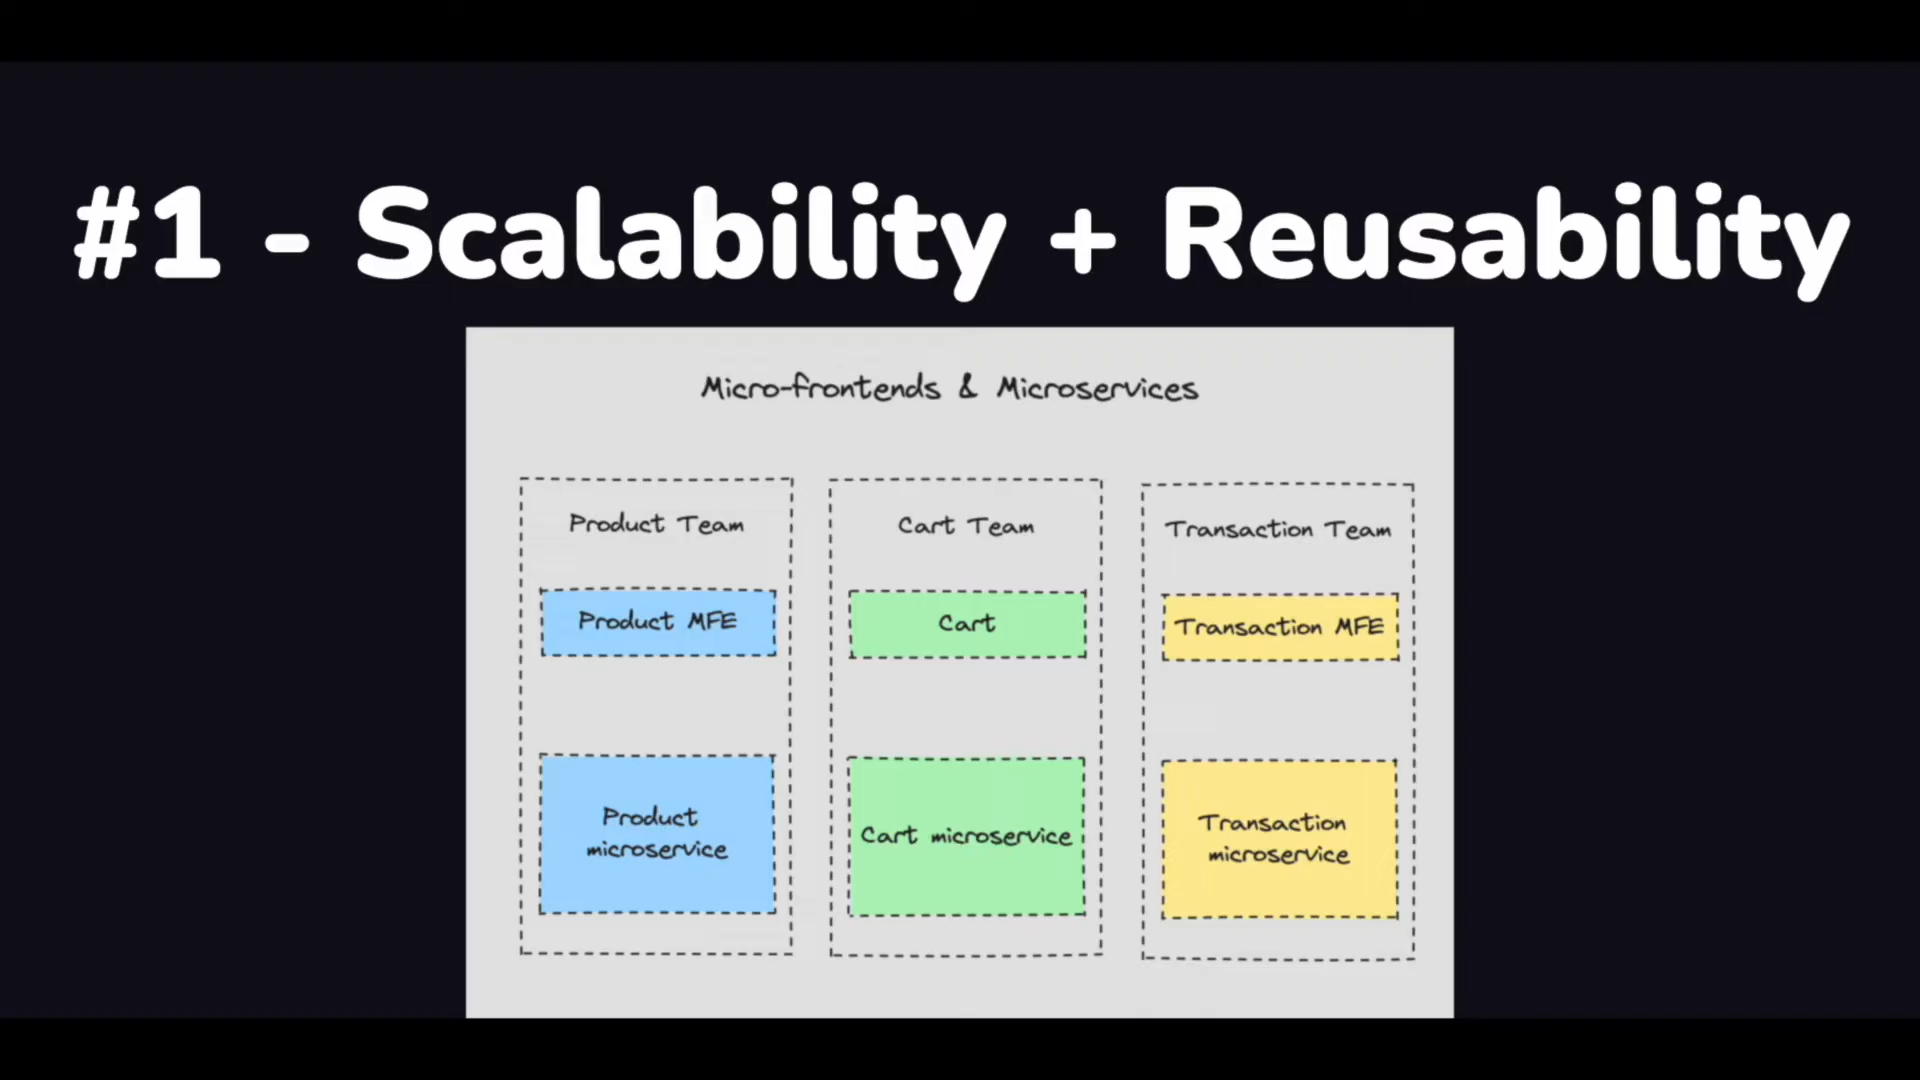 #1 - Scalability + Reusability
Micro-frontends & Microservices
Product Team
Product MFE
Product
microservice
Cart Team
Cart
Cart microservice
Transaction Team
Transaction MFE
Transaction
microservice